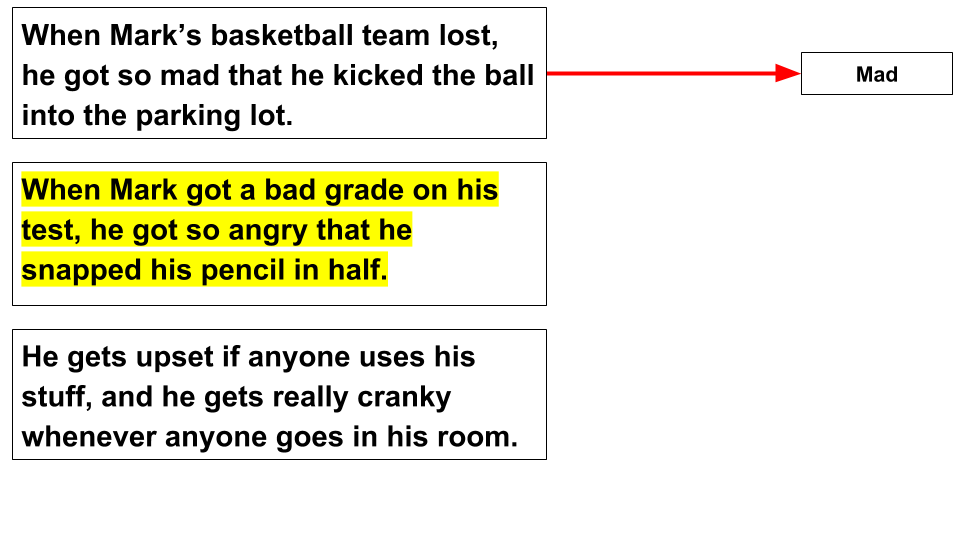 When Mark’s basketball team lost,
he got so mad that he kicked the ball
into the parking lot.
Mad
When Mark got a bad grade on his
test, he got so angry that he
snapped his pencil in half.
He gets upset if anyone uses his
stuff, and he gets really cranky
whenever anyone goes in his room.